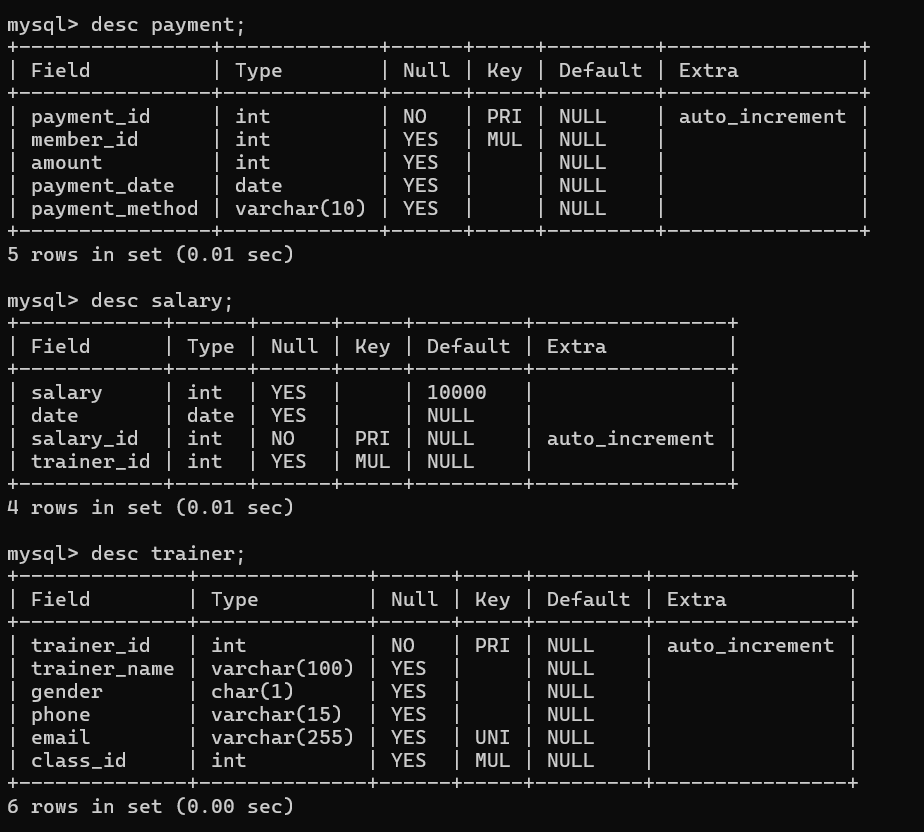 mysql> desc payment;
+----------------+-------------+------+-----+---------+----------------+
| Field          | Type        | Null | Key | Default | Extra          |
+----------------+-------------+------+-----+---------+----------------+
| payment_id     | int         | NO   | PRI | NULL    | auto_increment |
| member_id      | int         | YES  | MUL | NULL    |                |
| amount         | int         | YES  |     | NULL    |                |
| payment_date   | date        | YES  |     | NULL    |                |
| payment_method | varchar(10) | YES  |     | NULL    |                |
+----------------+-------------+------+-----+---------+----------------+
5 rows in set (0.01 sec)

mysql> desc salary;
+------------+------+------+-----+---------+----------------+
| Field      | Type | Null | Key | Default | Extra          |
+------------+------+------+-----+---------+----------------+
| salary     | int  | YES  |     | 10000   |                |
| date       | date | YES  |     | NULL    |                |
| salary_id  | int  | NO   | PRI | NULL    | auto_increment |
| trainer_id | int  | YES  | MUL | NULL    |                |
+------------+------+------+-----+---------+----------------+
4 rows in set (0.01 sec)

mysql> desc trainer;
+--------------+--------------+------+-----+---------+----------------+
| Field        | Type         | Null | Key | Default | Extra          |
+--------------+--------------+------+-----+---------+----------------+
| trainer_id   | int          | NO   | PRI | NULL    | auto_increment |
| trainer_name | varchar(100) | YES  |     | NULL    |                |
| gender       | char(1)      | YES  |     | NULL    |                |
| phone        | varchar(15)  | YES  |     | NULL    |                |
| email        | varchar(255) | YES  | UNI | NULL    |                |
| class_id     | int          | YES  | MUL | NULL    |                |
+--------------+--------------+------+-----+---------+----------------+
6 rows in set (0.00 sec)